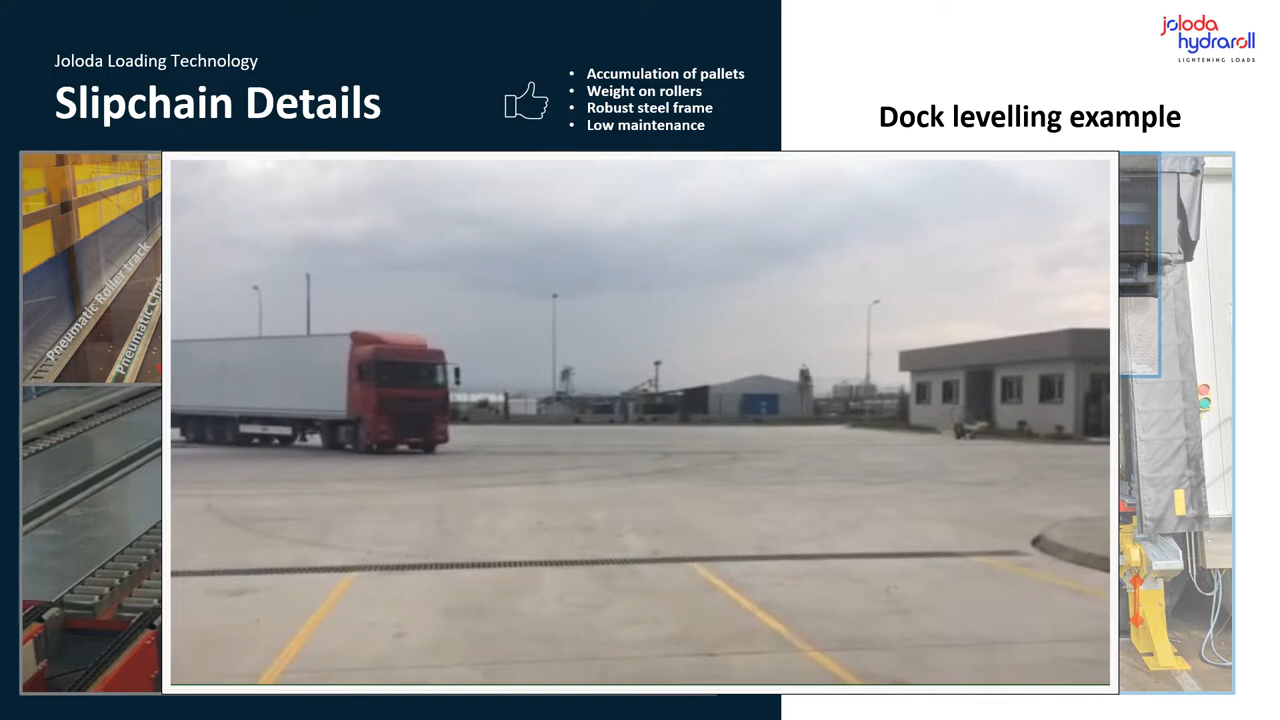 Joloda Loading Technology
Slipchain Details
• Accumulation of pallets
• Weight on rollers
• Robust steel frame
• Low maintenance
joloda
hydraroll
LIGHTENING LOADS
Dock levelling example
Pneumatic Roller track
Pneumatic